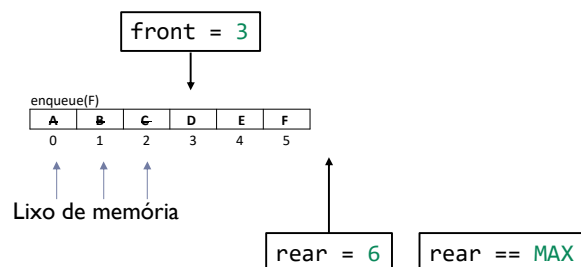 front = 3
enqueue(F)
A B C D E F
0 1 2 3 4 5
Lixo de memória
rear = 6 rear == MAX